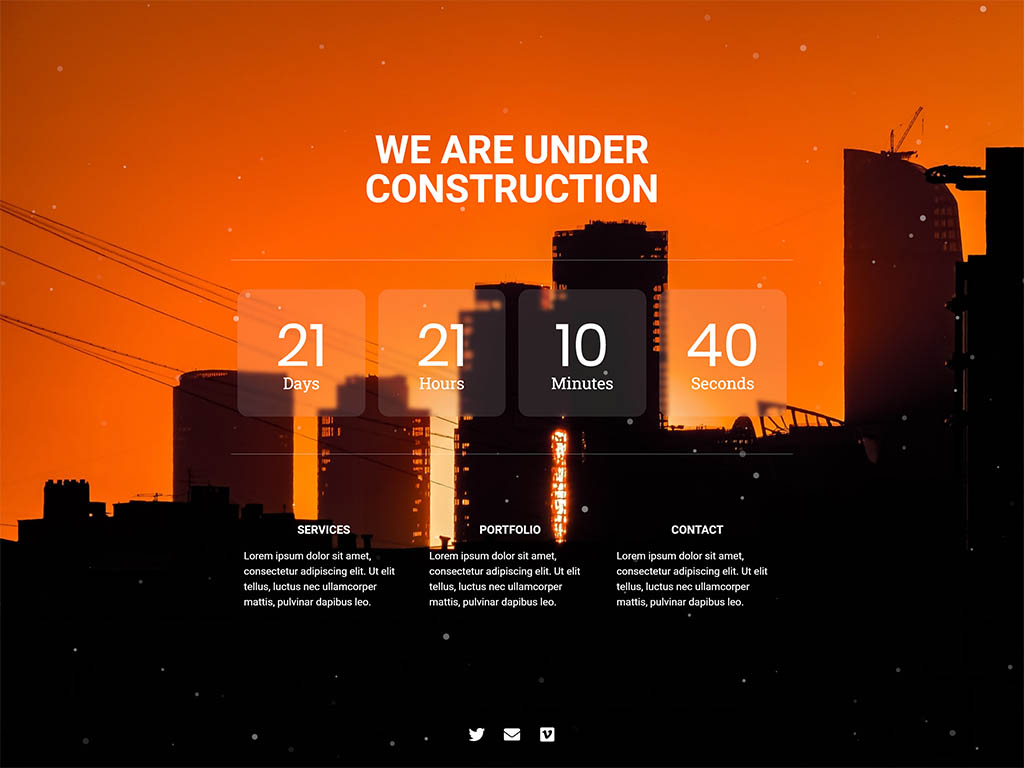 WE ARE UNDER
CONSTRUCTION
21 21 10 40
Days Hours Minutes Seconds
SERVICES
Lorem ipsum dolor sit amet,
consectetur adipiscing elit. Ut elit
tellus, luctus nec ullamcorper
mattis, pulvinar dapibus leo.
PORTFOLIO
Lorem ipsum dolor sit amet,
consectetur adipiscing elit. Ut elit
tellus, luctus nec ullamcorper
mattis, pulvinar dapibus leo.
CONTACT
Lorem ipsum dolor sit amet,
consectetur adipiscing elit. Ut elit
tellus, luctus nec ullamcorper
mattis, pulvinar dapibus leo.